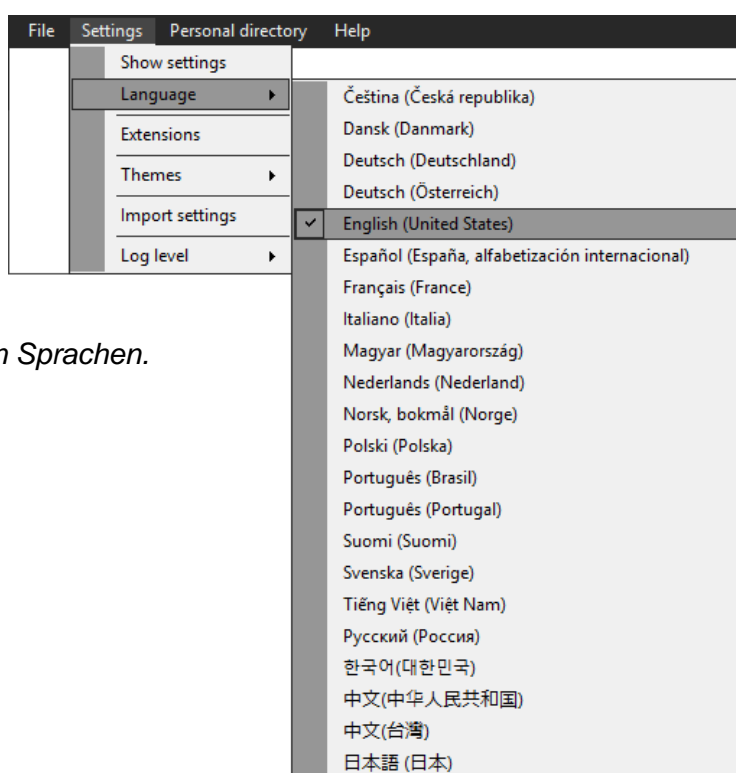 File Settings Personal directory Help
Show settings
Language
Extensions
Themes
Import settings
Log level
Čeština (Česká republika)
Dansk (Danmark)
Deutsch (Deutschland)
Deutsch (Österreich)
English (United States)
Español (España, alfabetización internacional)
Français (France)
Italiano (Italia)
Magyar (Magyarország)
Nederlands (Nederland)
Norsk, bokmål (Norge)
Polski (Polska)
Português (Brasil)
Português (Portugal)
Suomi (Suomi)
Svenska (Sverige)
Tiếng Việt (Việt Nam)
Русский (Россия)
한국어(대한민국)
中文(中华人民共和国)
中文(台灣)
日本語 (日本)
Sprachen.